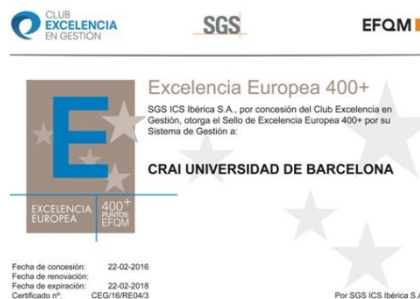 CLUB
EXCELENCIA
EN GESTIÓN
SGS
EFQM
Excelencia Europea 400+
SGS ICS Ibérica S.A., por concesión del Club Excelencia en
Gestión, otorga el Sello de Excelencia Europea 400+ por su
Sistema de Gestión a:
CRAI UNIVERSIDAD DE BARCELONA
E
EXCELENCIA
EUROPEA
400+
PUNTOS
EFQM
Fecha de concesión: 22-02-2016
Fecha de renovación:
Fecha de expiración: 22-02-2018
Certificado nº: CEG/16/RE04/3
Por SGS ICS Ibérica S.A